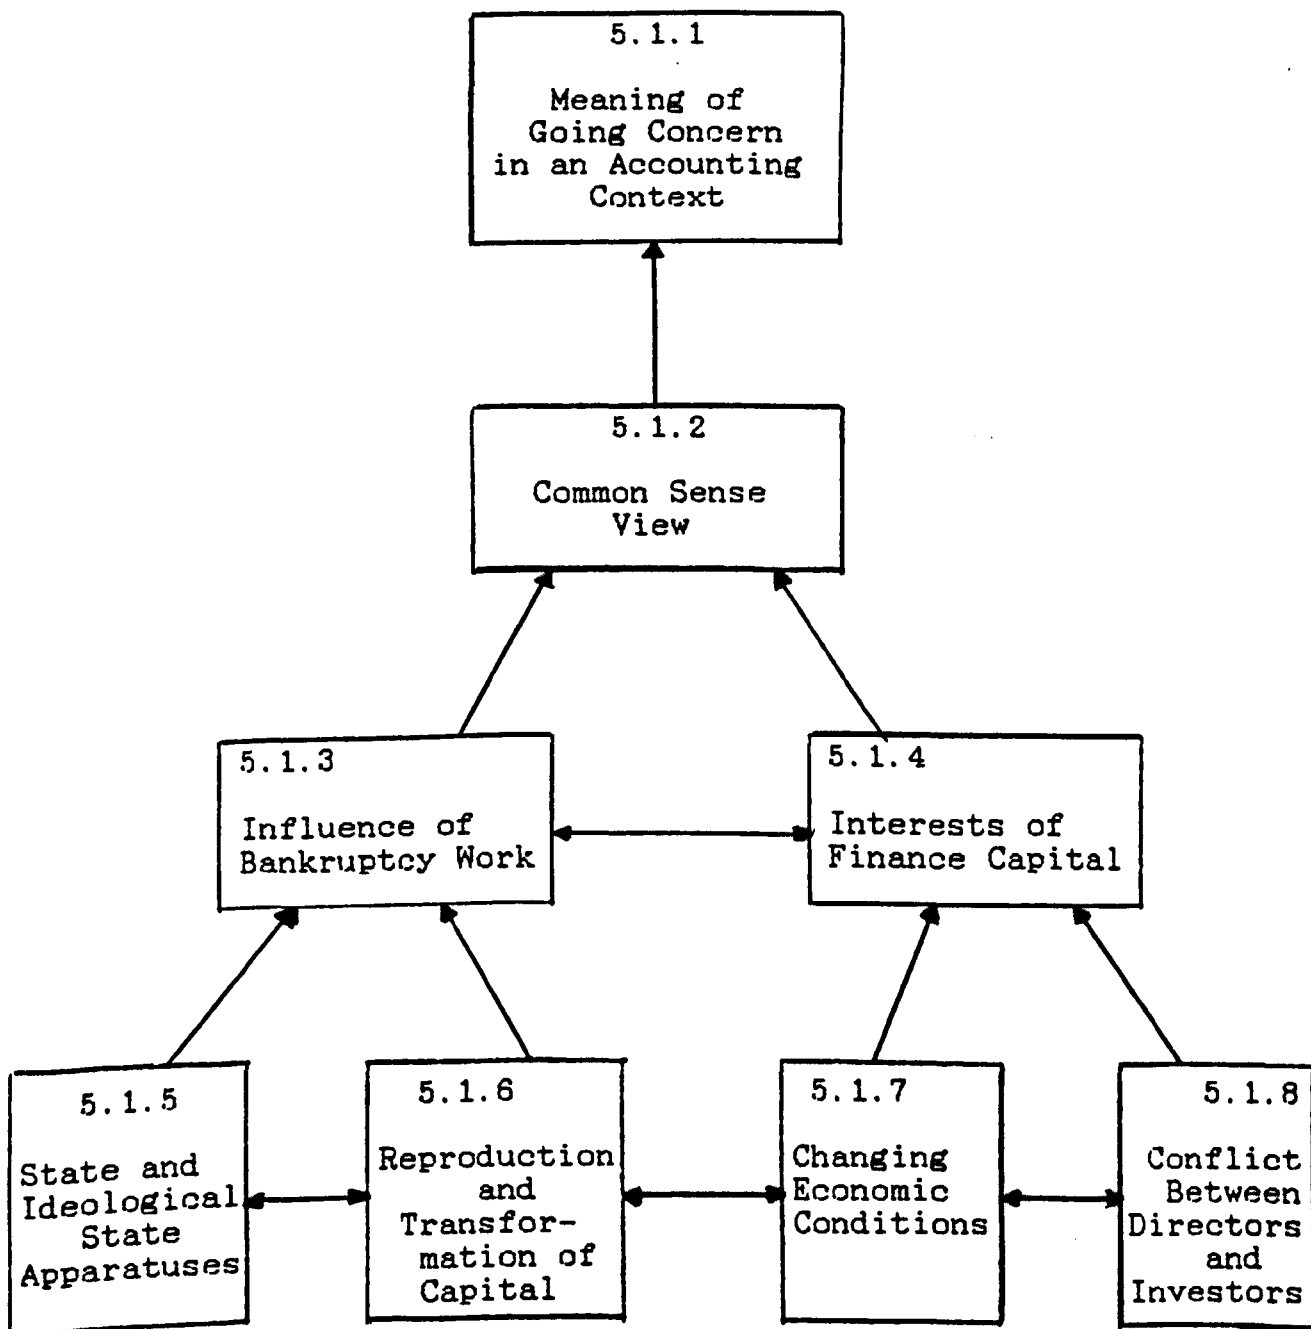 5.1.1
Meaning of
Going Concern
in an Accounting
Context
5.1.2
Common Sense
View
5.1.3
Influence of
Bankruptcy Work
5.1.4
Interests of
Finance Capital
5.1.5
State and
Ideological
State
Apparatuses
5.1.6
Reproduction
and
Transfor-
mation of
Capital
5.1.7
Changing
Economic
Conditions
5.1.8
Conflict
Between
Directors
and
Investors